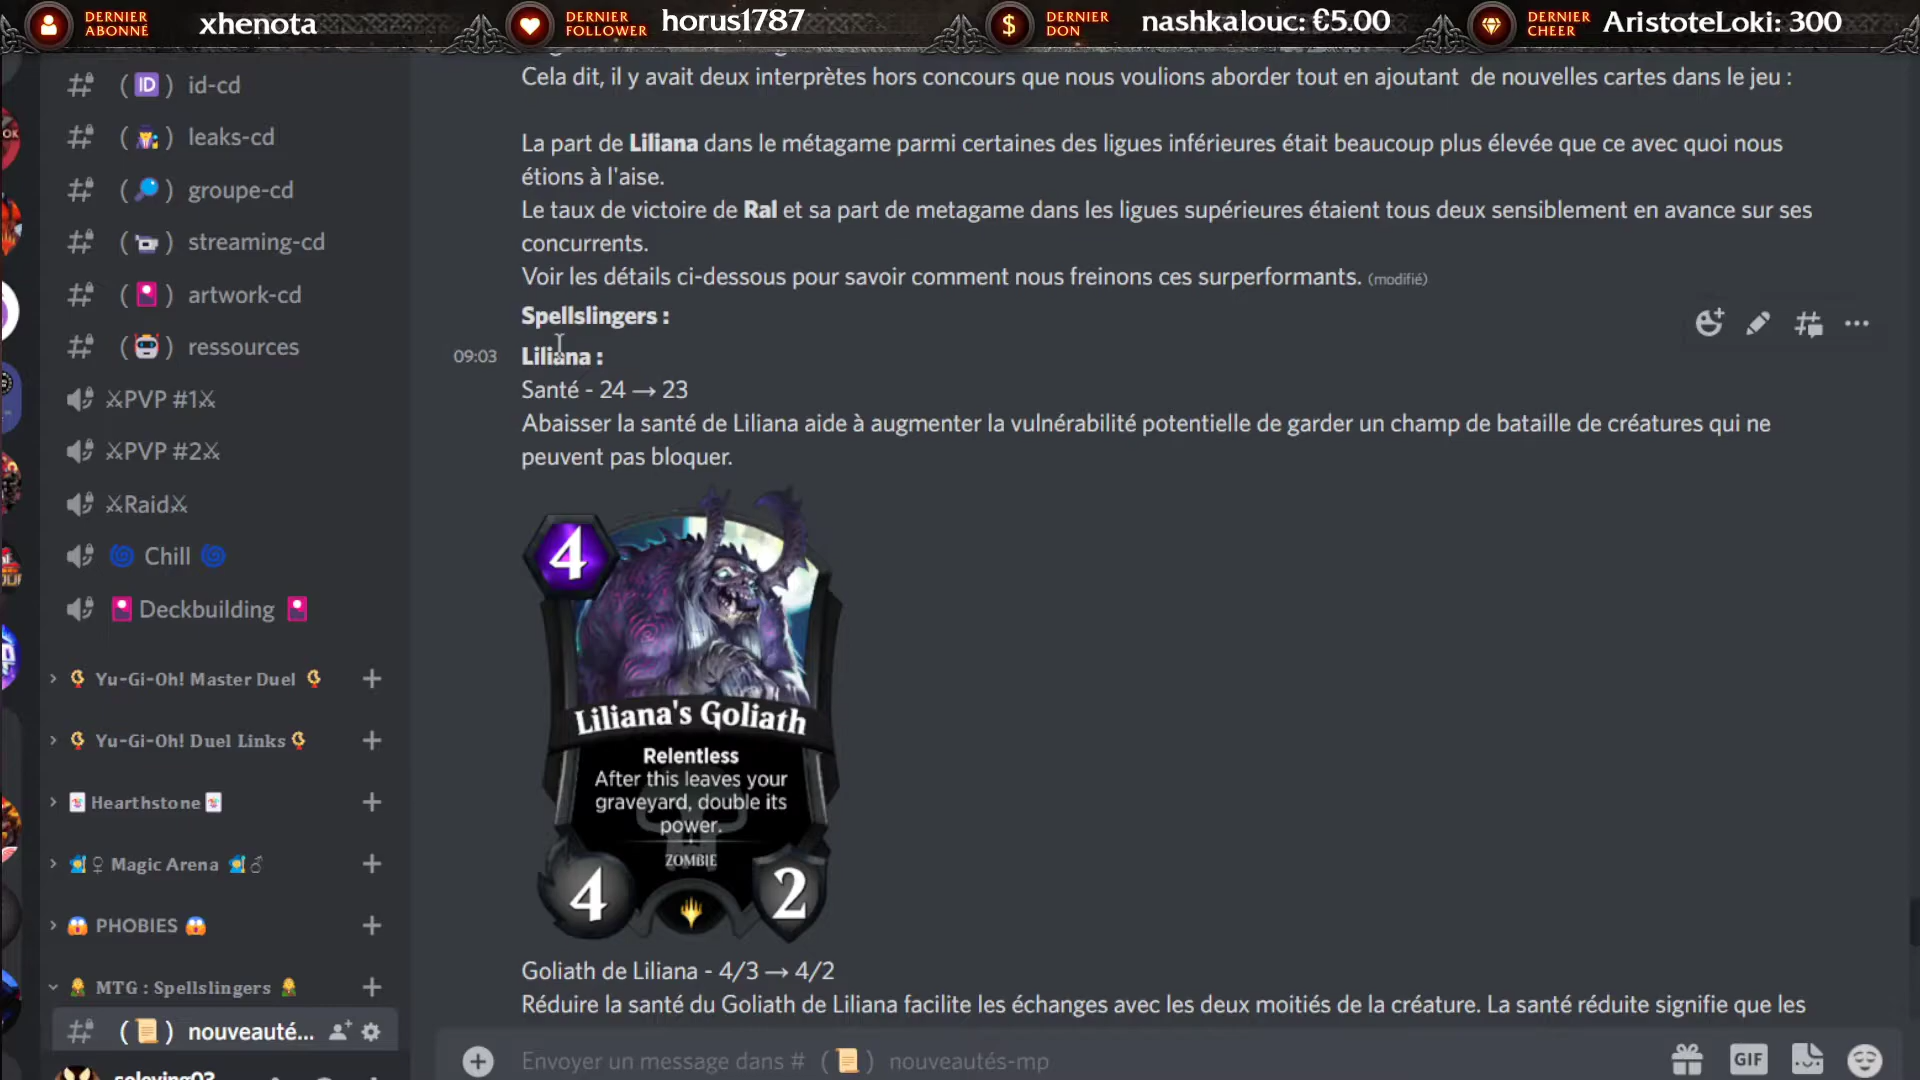 DERNIER ABONNÉ xhenota DERNIER FOLLOWER horus1787 DERNIER DON nashkalouc: €5.00 DERNIER CHEER AristoteLoki: 300
( ID ) id-cd
( ) leaks-cd
( ) groupe-cd
( ) streaming-cd
( ) artwork-cd
( ) ressources
⚔PVP #1⚔
⚔PVP #2⚔
⚔Raid⚔
Chill
Deckbuilding
Yu-Gi-Oh! Master Duel
Yu-Gi-Oh! Duel Links
Hearthstone
Magic Arena
PHOBIES
MTG : Spellslingers
( ) nouveauté...
Cela dit, il y avait deux interprètes hors concours que nous voulions aborder tout en ajoutant de nouvelles cartes dans le jeu :
La part de Liliana dans le métagame parmi certaines des ligues inférieures était beaucoup plus élevée que ce avec quoi nous
étions à l'aise.
Le taux de victoire de Ral et sa part de metagame dans les ligues supérieures étaient tous deux sensiblement en avance sur ses
concurrents.
Voir les détails ci-dessous pour savoir comment nous freinons ces surperformants. (modifié)
Spellslingers :
09:03 Liliana :
Santé - 24 → 23
Abaisser la santé de Liliana aide à augmenter la vulnérabilité potentielle de garder un champ de bataille de créatures qui ne
peuvent pas bloquer.
4
Liliana's Goliath
Relentless
After this leaves your
graveyard, double its
power.
ZOMBIE
4 2
Goliath de Liliana - 4/3 → 4/2
Réduire la santé du Goliath de Liliana facilite les échanges avec les deux moitiés de la créature. La santé réduite signifie que les
Envoyer un message dans # ( ) nouveautés-mp
GIF